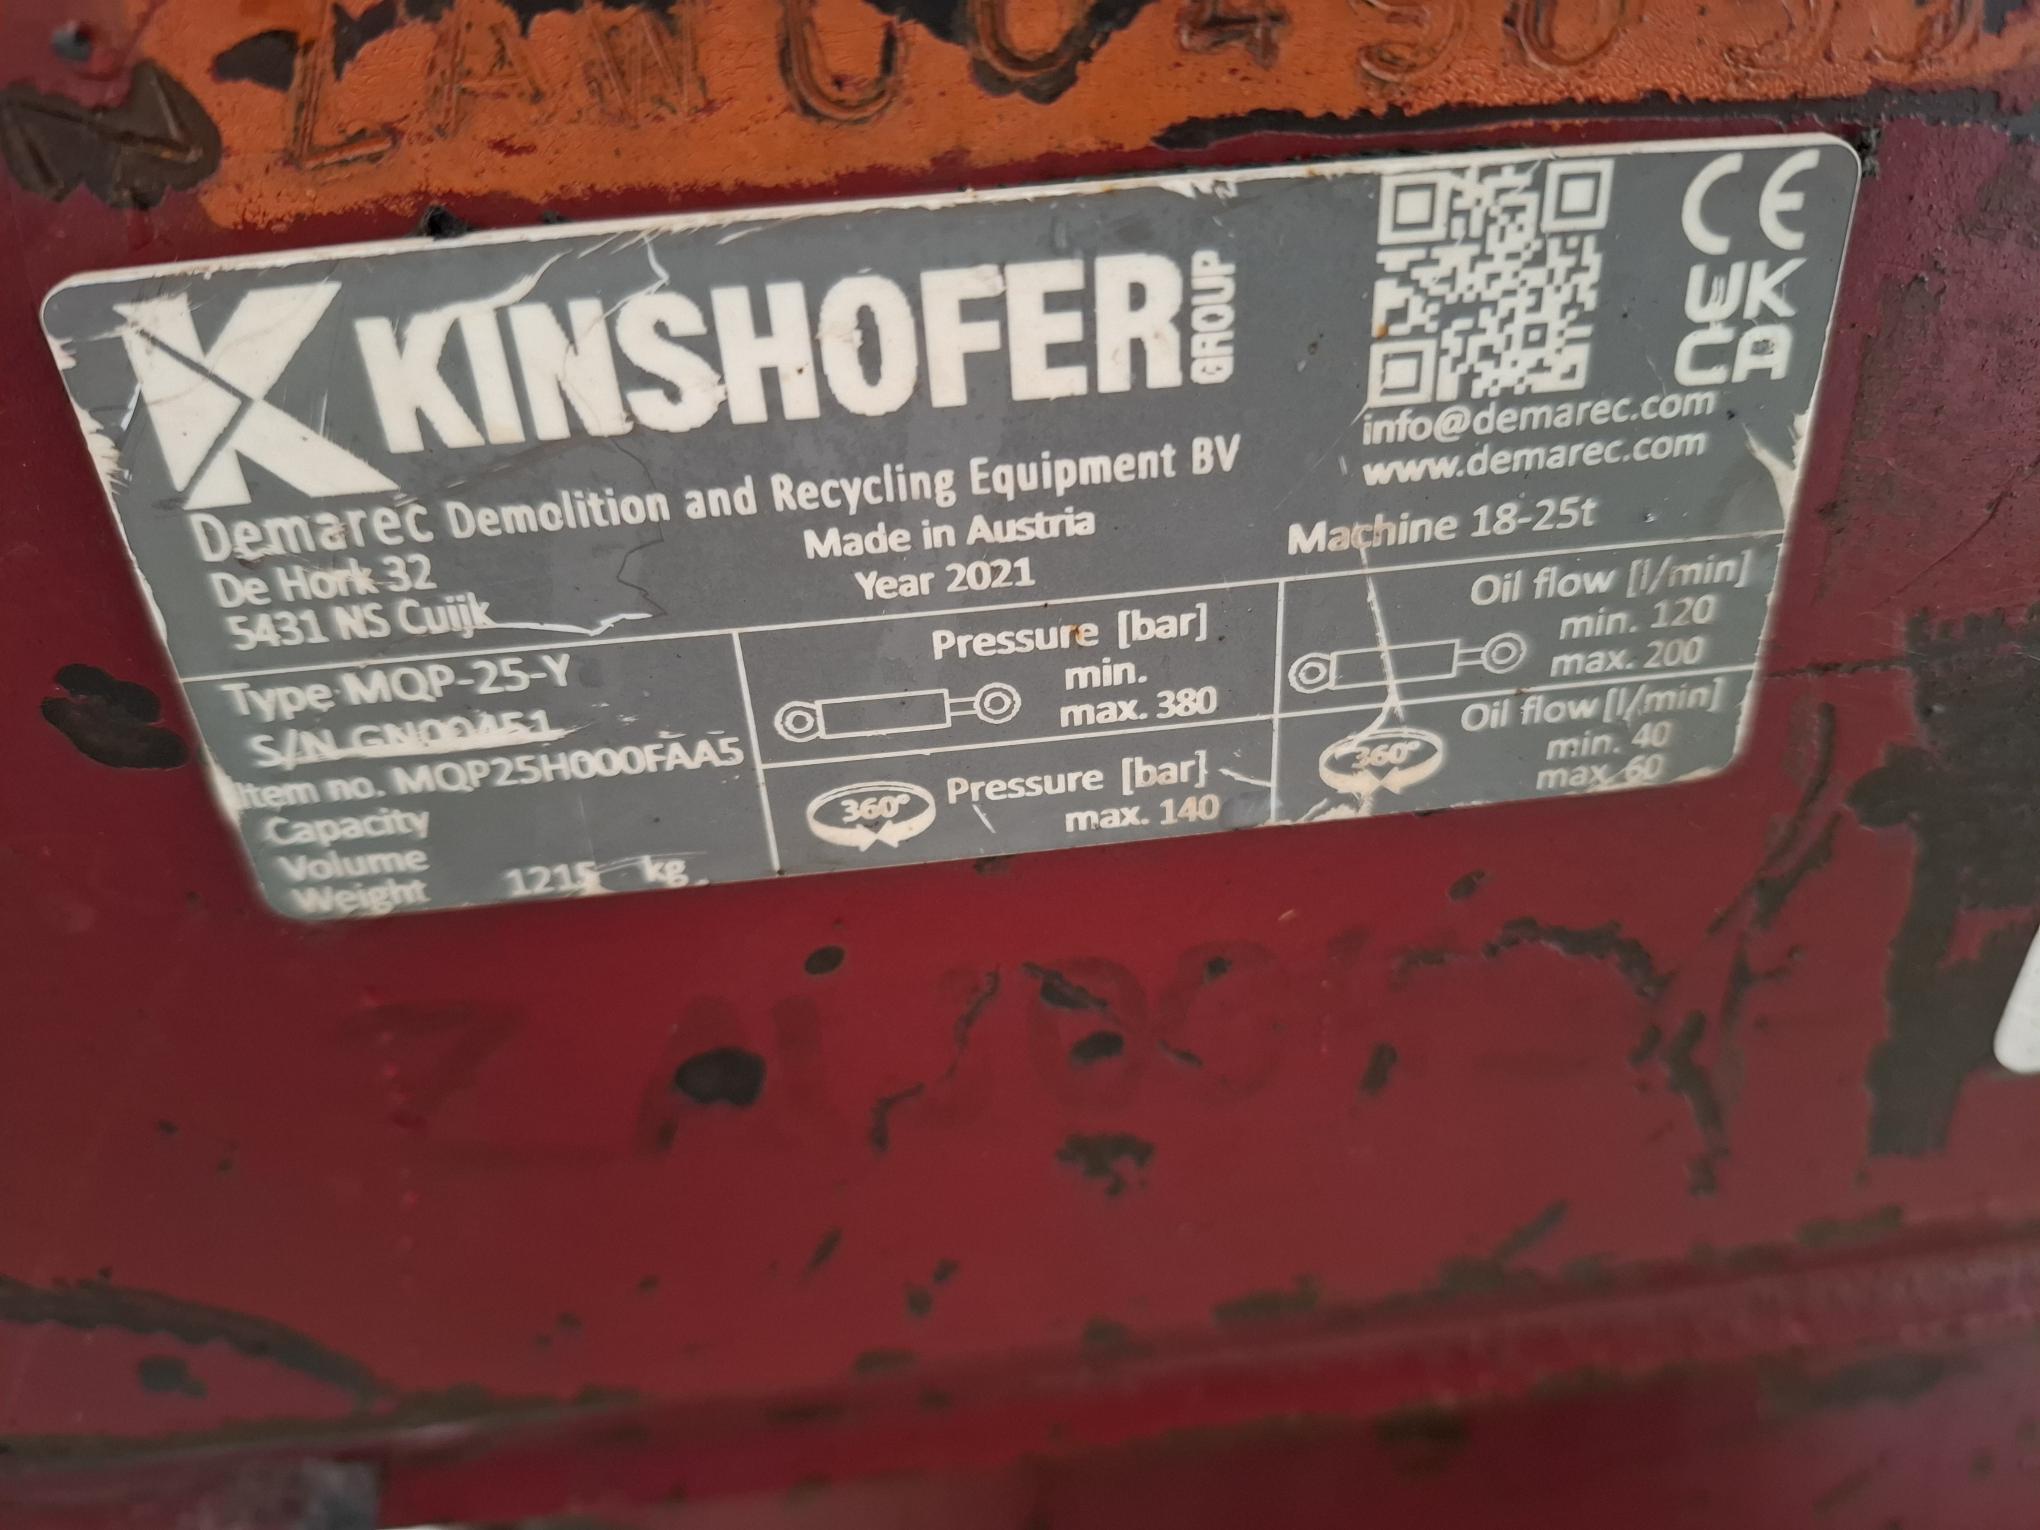 KINSHOFER
GROUP
CE
UK
CA
info@demarec.com
www.demarec.com
Demarec Demolition and Recycling Equipment BV
De Hork 32
5431 NS Cuijk
Made in Austria
Year 2021
Machine 18-25t
Type MQP-25-Y
S/N GN00451
Item no. MQP25H000FAA5
Capacity
Volume
Weight 1215 kg
Pressure [bar]
min.
max. 380
360°
Pressure [bar]
max. 140
Oil flow [l/min]
min. 120
max. 200
360°
Oil flow [l/min]
min. 40
max. 60